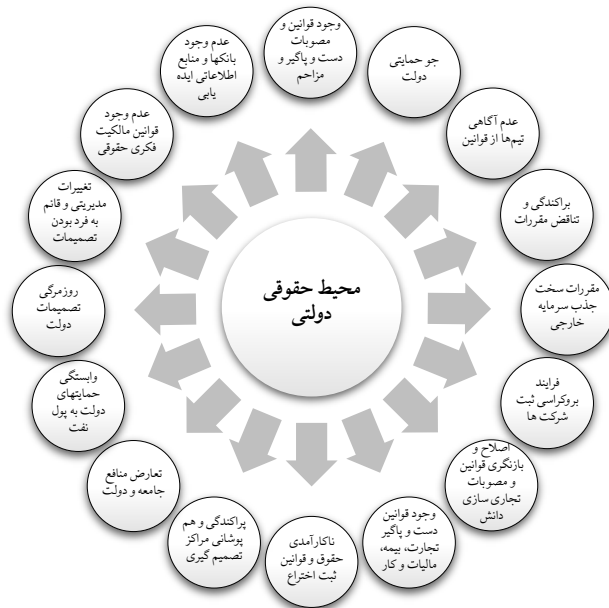 محیط حقوقی
دولتی
وجود قوانین و
مصوبات
دست و پاگیر و
مزاحم
جو حمایتی
دولت
عدم آگاهی
تیم‌ها از قوانین
براکندگی و
تناقض مقررات
مقررات سخت
جذب سرمایه
خارجی
فرایند
بروکراسی ثبت
شرکت ها
اصلاح و
بازنگری قوانین
و مصوبات
تجاری سازی
دانش
وجود قوانین
دست و پاگیر
تجارت، بیمه،
مالیات و کار
ناکارآمدی
حقوق و قوانین
ثبت اختراع
پراکندگی و هم
پوشانی مراکز
تصمیم گیری
تعارض منافع
جامعه و دولت
وابستگی
حمایتهای
دولت به پول
نفت
روزمرگی
تصمیمات
دولت
تغییرات
مدیریتی و قائم
به فرد بودن
تصمیمات
عدم وجود
قوانین مالکیت
فکری حقوقی
عدم وجود
بانکها و منابع
اطلاعاتی ایده
یابی